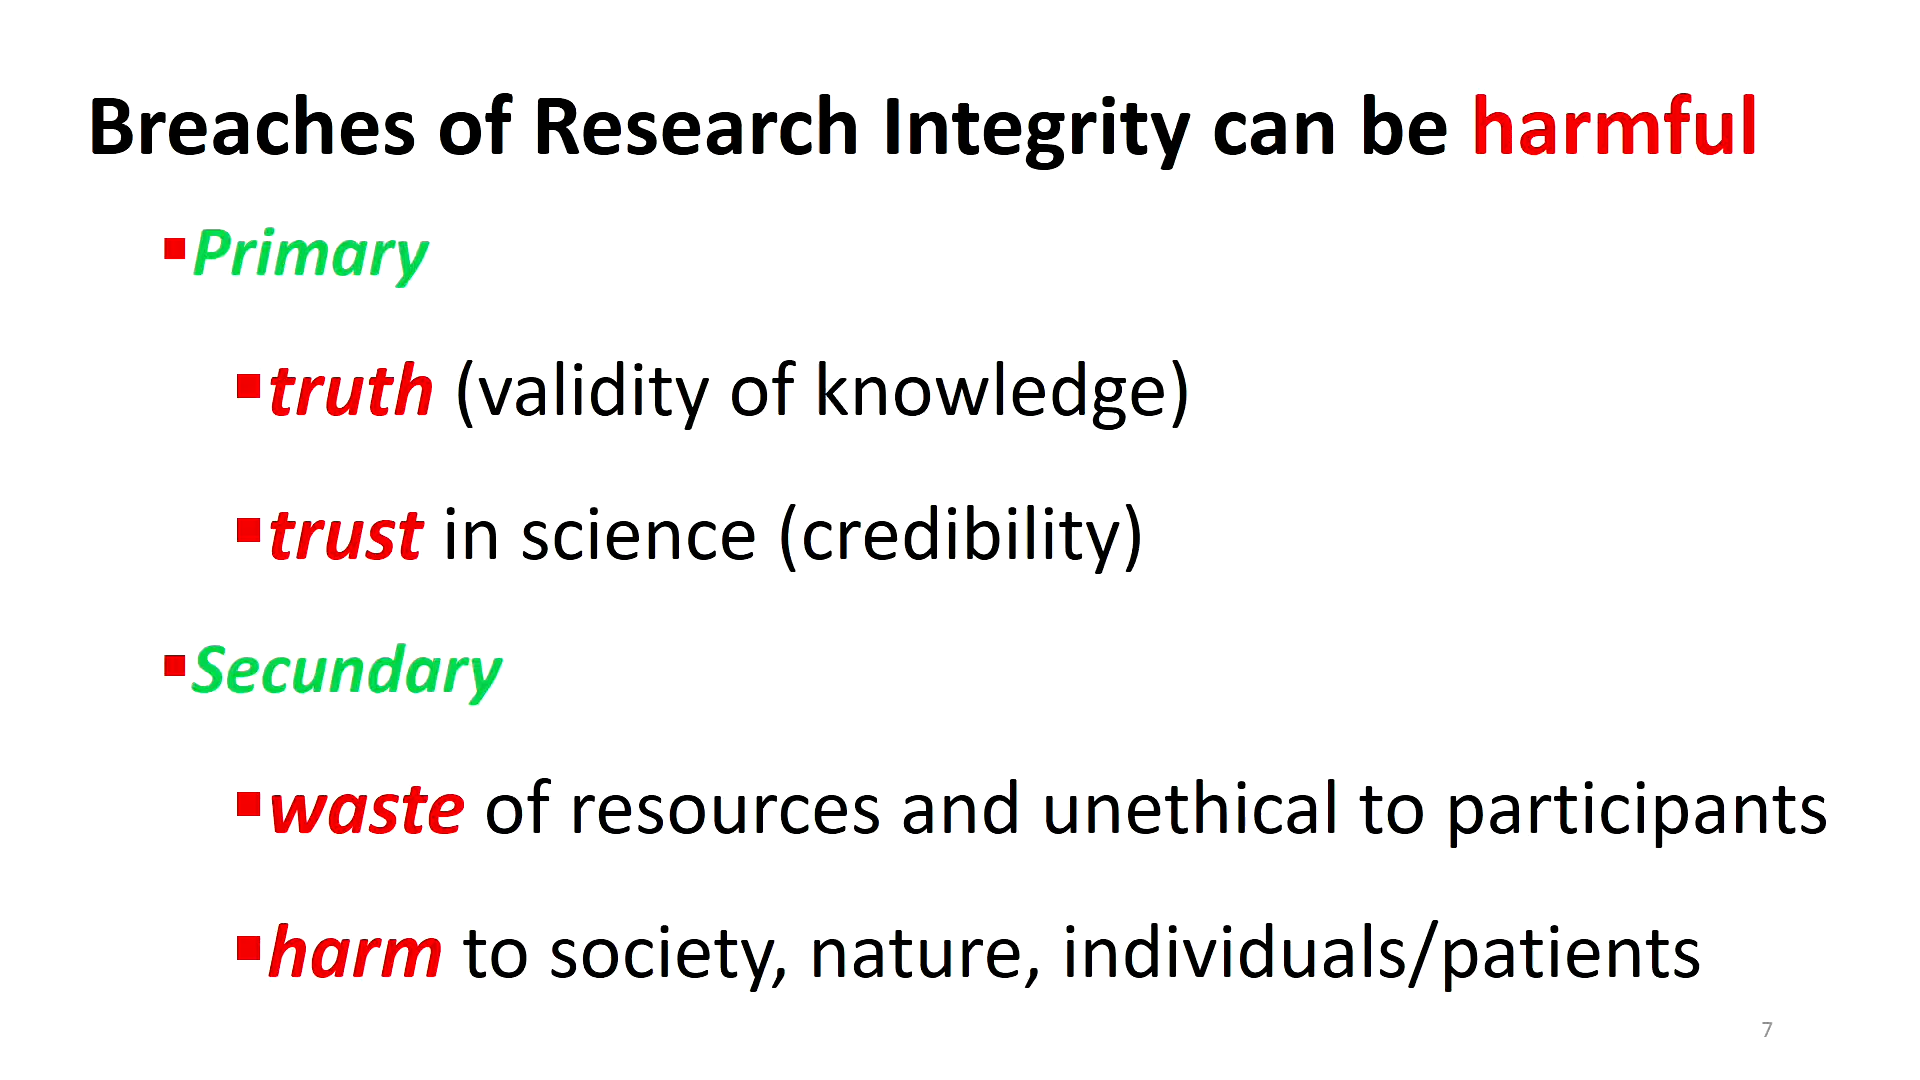 Breaches of Research Integrity can be harmful
▪Primary
▪truth (validity of knowledge)
▪trust in science (credibility)
▪Secundary
▪waste of resources and unethical to participants
▪harm to society, nature, individuals/patients
7